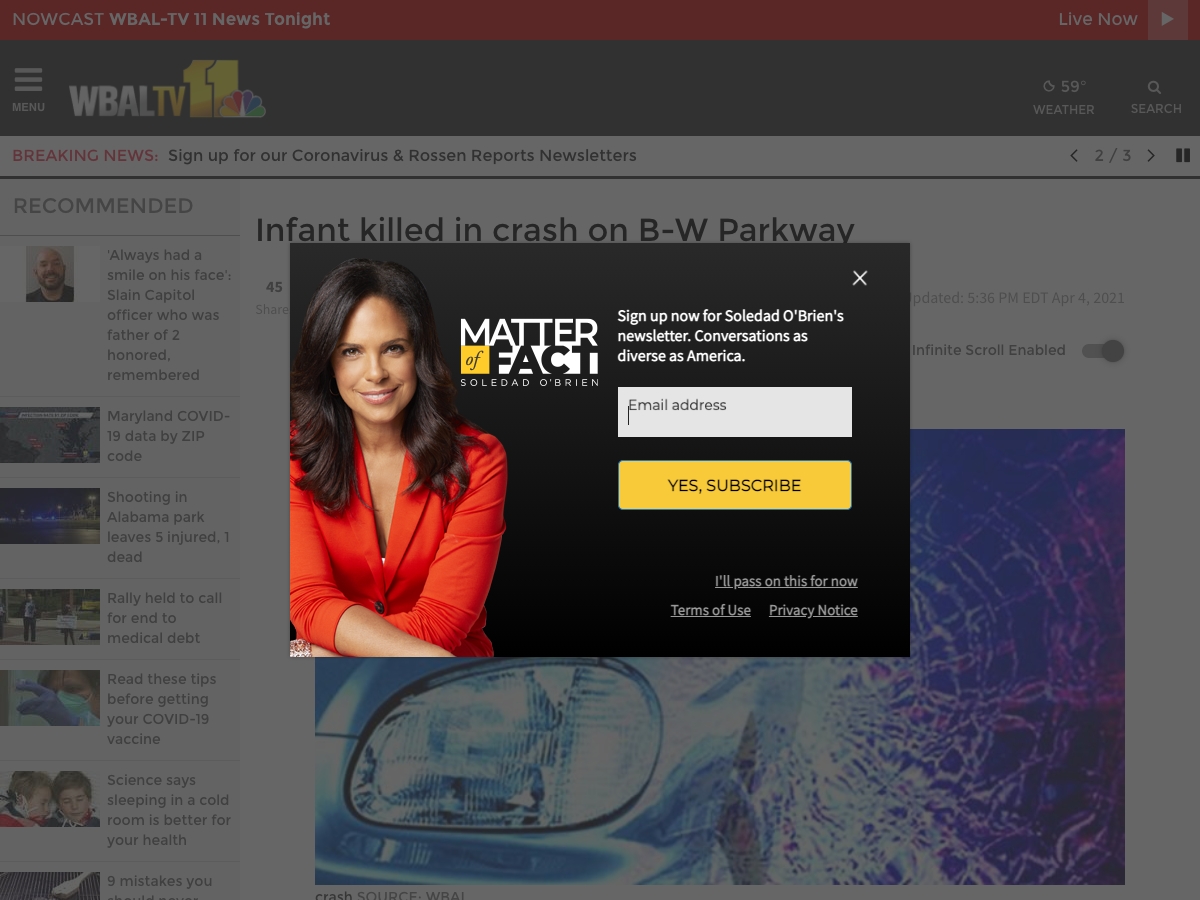 NOWCAST WBAL-TV 11 News Tonight
Live Now
MENU
WBALTV 11
59°
WEATHER
SEARCH
BREAKING NEWS: Sign up for our Coronavirus & Rossen Reports Newsletters
2 / 3
RECOMMENDED
'Always had a
smile on his face':
Slain Capitol
officer who was
father of 2
honored,
remembered
Maryland COVID-
19 data by ZIP
code
Shooting in
Alabama park
leaves 5 injured, 1
dead
Rally held to call
for end to
medical debt
Read these tips
before getting
your COVID-19
vaccine
Science says
sleeping in a cold
room is better for
your health
9 mistakes you
should never
Infant killed in crash on B-W Parkway
45
Share
pdated: 5:36 PM EDT Apr 4, 2021
Infinite Scroll Enabled
MATTER
of FACT
SOLEDAD O'BRIEN
Sign up now for Soledad O'Brien's
newsletter. Conversations as
diverse as America.
Email address
YES, SUBSCRIBE
I'll pass on this for now
Terms of Use Privacy Notice
crash SOURCE: WBAL